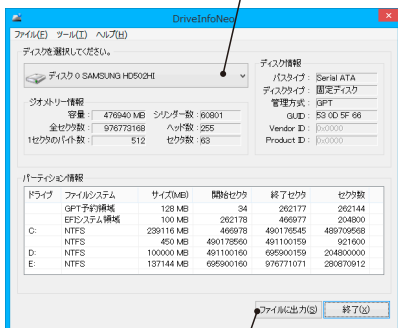 DriveInfoNeo
ファイル(F) ツール(T) ヘルプ(H)
ディスクを選択してください。
ディスク 0 SAMSUNG HD502HI
ディスク情報
バスタイプ: Serial ATA
ディスクタイプ: 固定ディスク
管理方式: GPT
GUID: 53 0D 5F 66
Vendor ID: 0x0000
Product ID: 0x0000
ジオメトリー情報
容量: 476940 MB シリンダー数: 60801
全セクタ数: 976773168 ヘッド数: 255
1セクタのバイト数: 512 セクタ数: 63
パーティション情報
ドライブ ファイルシステム サイズ(MB) 開始セクタ 終了セクタ セクタ数
GPT予約領域 128 MB 34 262177 262144
EFIシステム領域 100 MB 262178 466977 204800
C: NTFS 239116 MB 466978 490176545 489709568
NTFS 450 MB 490178560 491100159 921600
D: NTFS 100000 MB 491100160 695900159 204800000
E: NTFS 137144 MB 695900160 976771071 280870912
ファイルに出力(S) 終了(X)